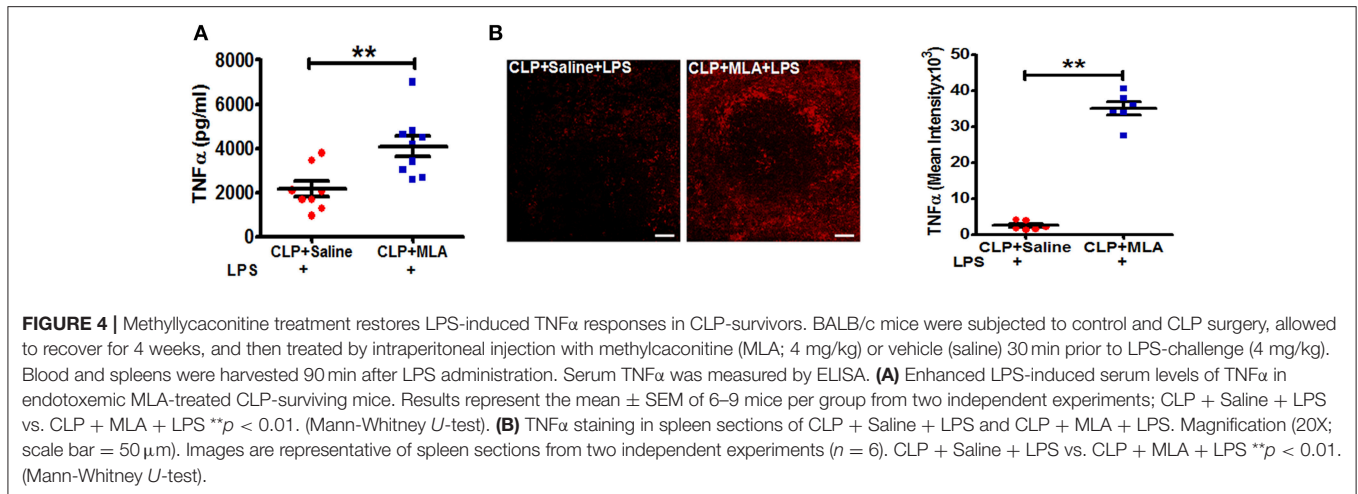 A
TNFα (pg/ml)
8000
6000
4000
2000
0
**
CLP+Saline
CLP+MLA
LPS + +
B
CLP+Saline+LPS
CLP+MLA+LPS
TNFα (Mean Intensityx10³)
50
40
30
20
10
0
**
CLP+Saline
CLP+MLA
LPS + +
FIGURE 4 | Methyllycaconitine treatment restores LPS-induced TNFα responses in CLP-survivors. BALB/c mice were subjected to control and CLP surgery, allowed
to recover for 4 weeks, and then treated by intraperitoneal injection with methylcaconitine (MLA; 4 mg/kg) or vehicle (saline) 30 min prior to LPS-challenge (4 mg/kg).
Blood and spleens were harvested 90 min after LPS administration. Serum TNFα was measured by ELISA. (A) Enhanced LPS-induced serum levels of TNFα in
endotoxemic MLA-treated CLP-surviving mice. Results represent the mean ± SEM of 6–9 mice per group from two independent experiments; CLP + Saline + LPS
vs. CLP + MLA + LPS **p < 0.01. (Mann-Whitney U-test). (B) TNFα staining in spleen sections of CLP + Saline + LPS and CLP + MLA + LPS. Magnification (20X;
scale bar = 50 μm). Images are representative of spleen sections from two independent experiments (n = 6). CLP + Saline + LPS vs. CLP + MLA + LPS **p < 0.01.
(Mann-Whitney U-test).